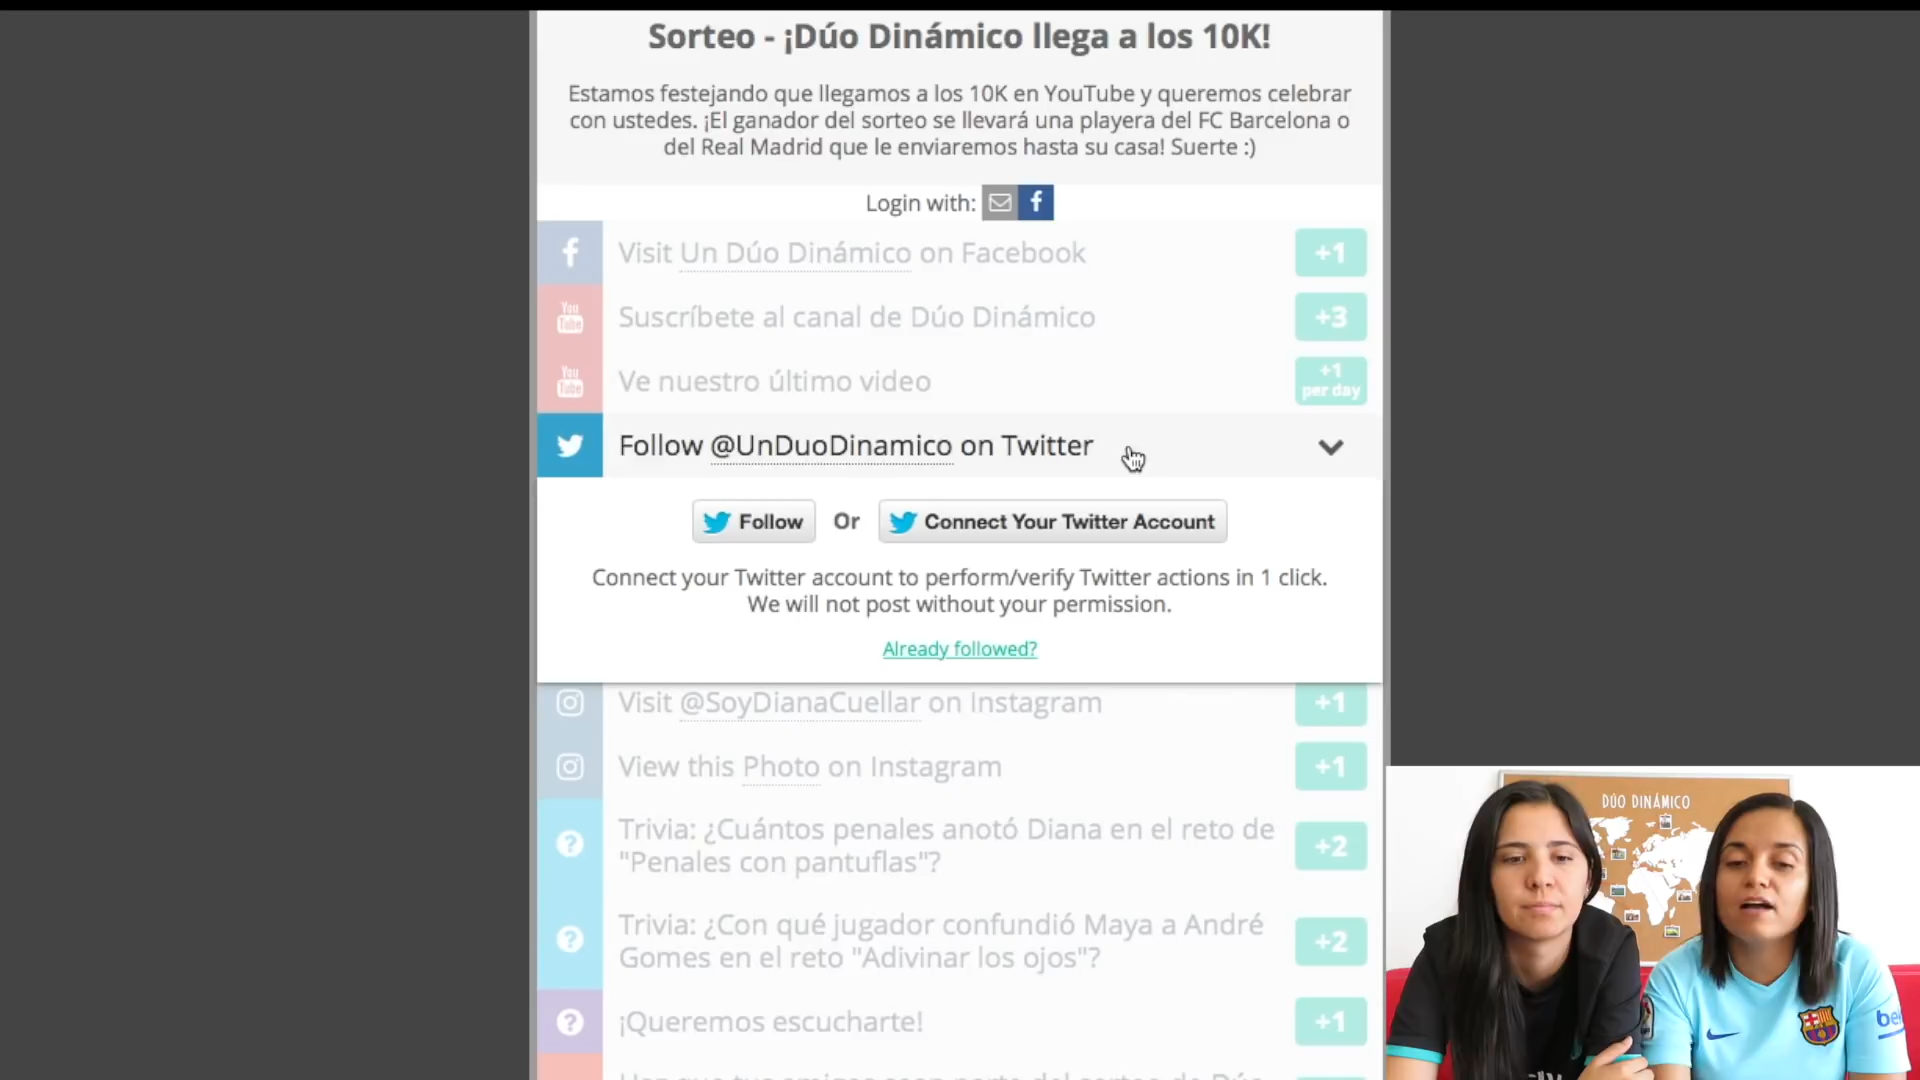 Sorteo - ¡Dúo Dinámico llega a los 10K!
Estamos festejando que llegamos a los 10K en YouTube y queremos celebrar
con ustedes. ¡El ganador del sorteo se llevará una playera del FC Barcelona o
del Real Madrid que le enviaremos hasta su casa! Suerte :)
Login with:
Visit Un Dúo Dinámico on Facebook
+1
You Tube
Suscríbete al canal de Dúo Dinámico
+3
You Tube
Ve nuestro último video
+1
per day
Follow @UnDuoDinamico on Twitter
Follow Or Connect Your Twitter Account
Connect your Twitter account to perform/verify Twitter actions in 1 click.
We will not post without your permission.
Already followed?
Visit @SoyDianaCuellar on Instagram
+1
View this Photo on Instagram
+1
Trivia: ¿Cuántos penales anotó Diana en el reto de
"Penales con pantuflas"?
+2
Trivia: ¿Con qué jugador confundió Maya a André
Gomes en el reto "Adivinar los ojos"?
+2
¡Queremos escucharte!
+1
DÚO DINÁMICO